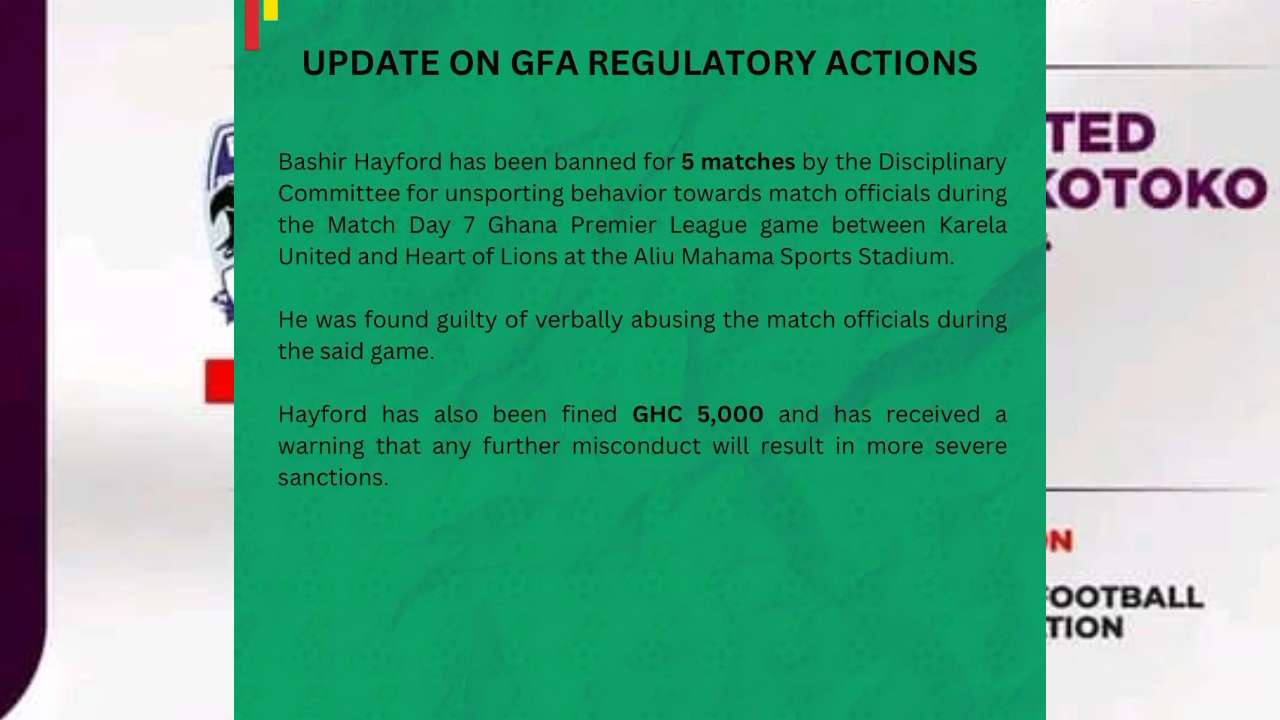 UPDATE ON GFA REGULATORY ACTIONS
Bashir Hayford has been banned for 5 matches by the Disciplinary
Committee for unsporting behavior towards match officials during
the Match Day 7 Ghana Premier League game between Karela
United and Heart of Lions at the Aliu Mahama Sports Stadium.
He was found guilty of verbally abusing the match officials during
the said game.
Hayford has also been fined GHC 5,000 and has received a
warning that any further misconduct will result in more severe
sanctions.
TED
KOTOKO
ON
FOOTBALL
TION